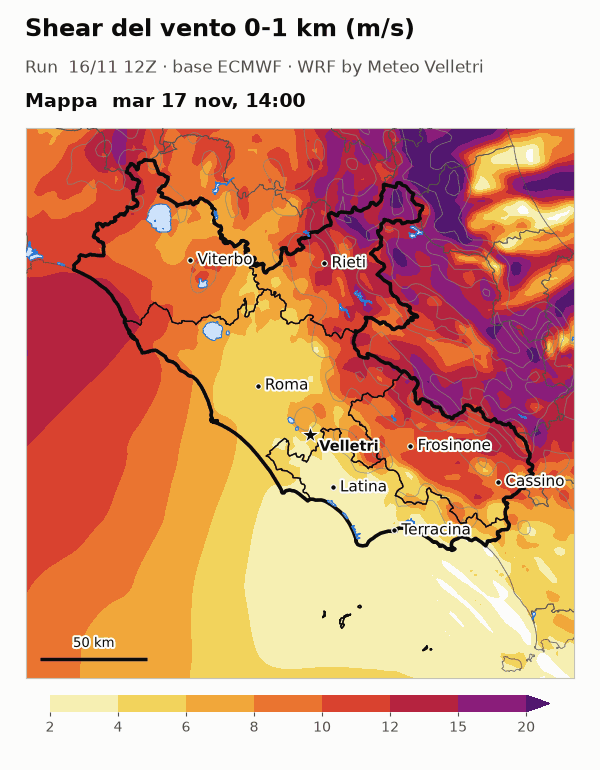 Shear del vento 0-1 km (m/s)
Run 16/11 12Z · base ECMWF · WRF by Meteo Velletri
Mappa mar 17 nov, 14:00
Viterbo
Rieti
Roma
Velletri
Frosinone
Cassino
Latina
Terracina
50 km
2 4 6 8 10 12 15 20